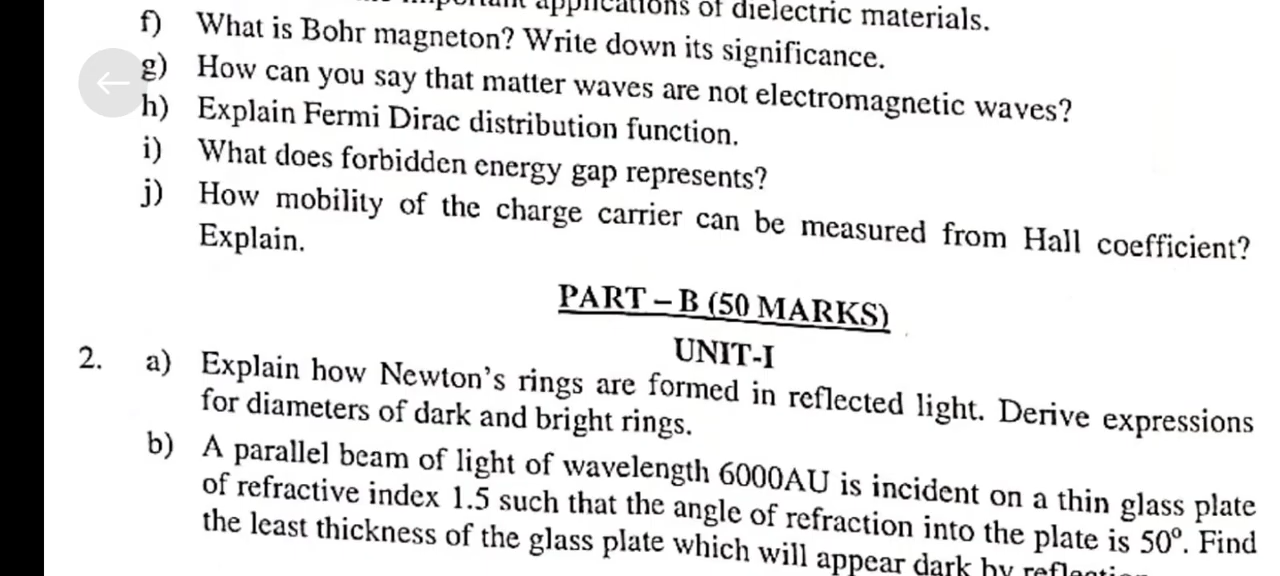 applications of dielectric materials.
f) What is Bohr magneton? Write down its significance.
g) How can you say that matter waves are not electromagnetic waves?
h) Explain Fermi Dirac distribution function.
i) What does forbidden energy gap represents?
j) How mobility of the charge carrier can be measured from Hall coefficient?
Explain.
PART – B (50 MARKS)
UNIT-I
2. a) Explain how Newton's rings are formed in reflected light. Derive expressions
for diameters of dark and bright rings.
b) A parallel beam of light of wavelength 6000AU is incident on a thin glass plate
of refractive index 1.5 such that the angle of refraction into the plate is 50º. Find
the least thickness of the glass plate which will appear dark by